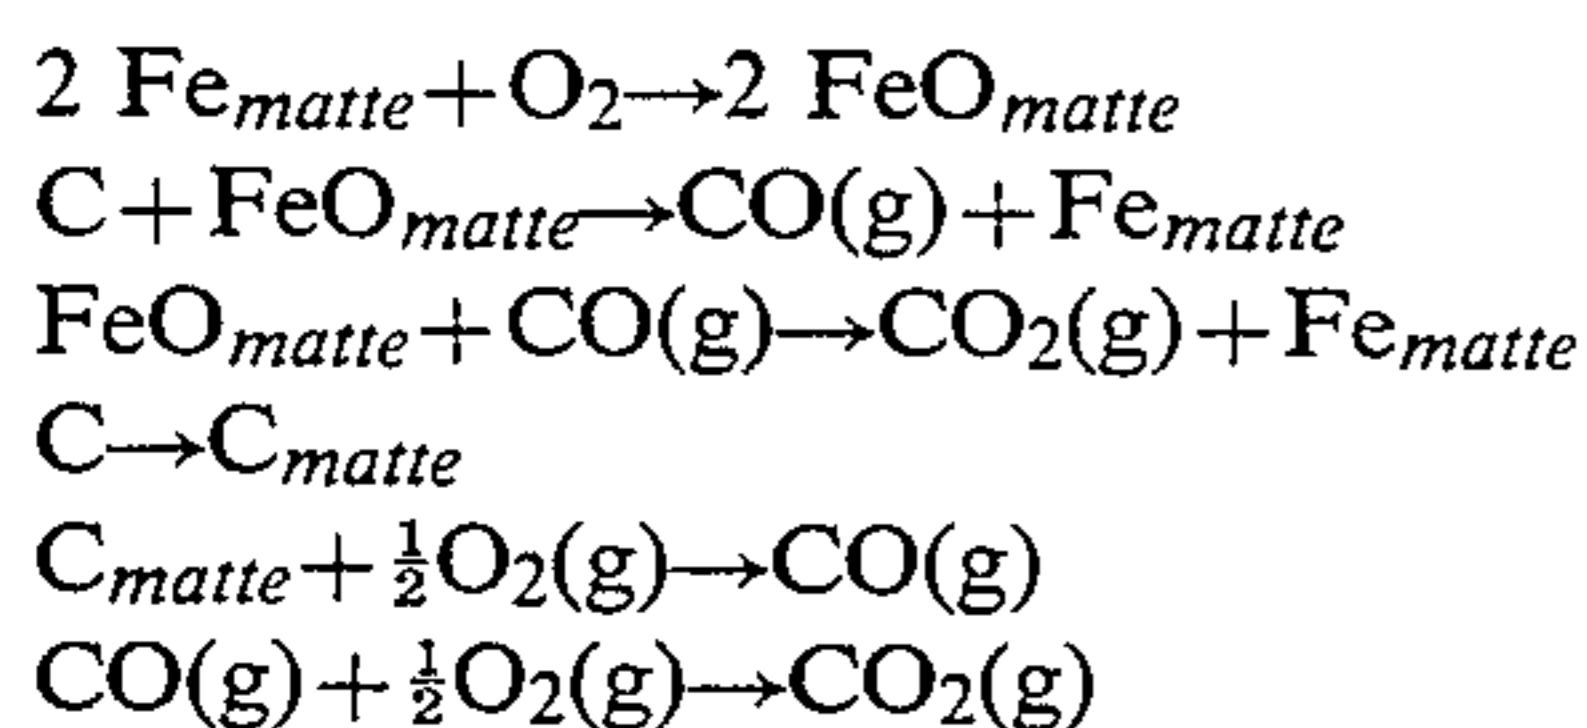 2 Fe_matte + O₂ → 2 FeO_matte
C + FeO_matte → CO(g) + Fe_matte
FeO_matte + CO(g) → CO₂(g) + Fe_matte
C → C_matte
C_matte + ½O₂(g) → CO(g)
CO(g) + ½O₂(g) → CO₂(g)